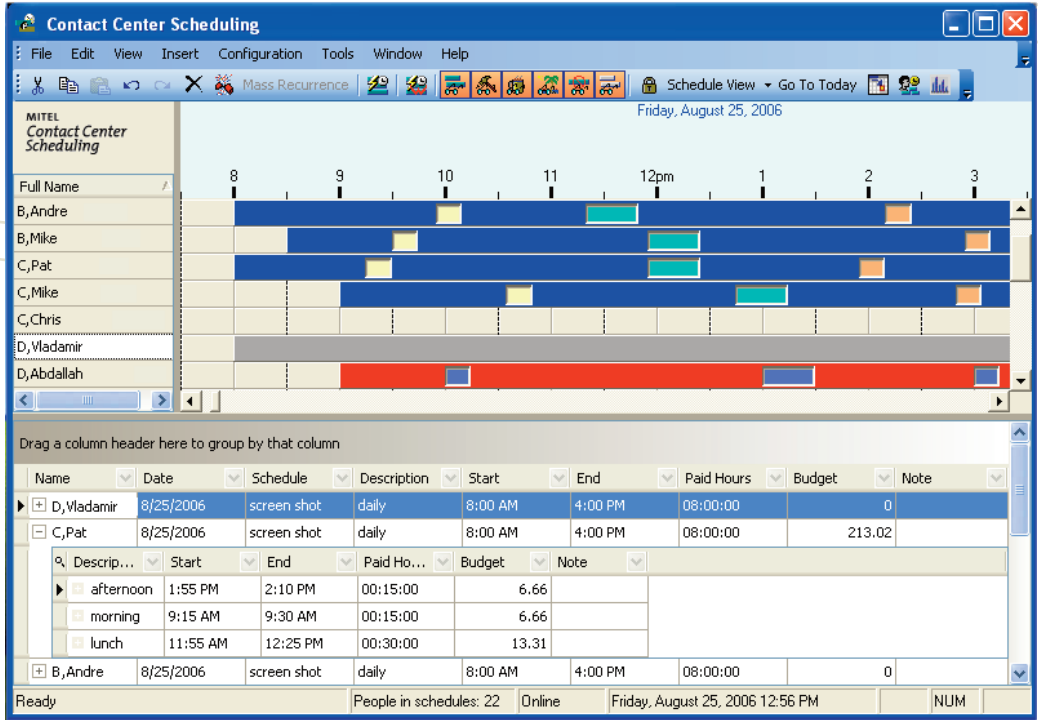 Contact Center Scheduling
File Edit View Insert Configuration Tools Window Help
Mass Recurrence Schedule View Go To Today
MITEL
Contact Center
Scheduling
Friday, August 25, 2006
8 9 10 11 12pm 1 2 3
Full Name
B,Andre
B,Mike
C,Pat
C,Mike
C,Chris
D,Vladamir
D,Abdallah
Drag a column header here to group by that column
Name Date Schedule Description Start End Paid Hours Budget Note
D,Vladamir 8/25/2006 screen shot daily 8:00 AM 4:00 PM 08:00:00 0
C,Pat 8/25/2006 screen shot daily 8:00 AM 4:00 PM 08:00:00 213.02
Descrip... Start End Paid Ho... Budget Note
afternoon 1:55 PM 2:10 PM 00:15:00 6.66
morning 9:15 AM 9:30 AM 00:15:00 6.66
lunch 11:55 AM 12:25 PM 00:30:00 13.31
B,Andre 8/25/2006 screen shot daily 8:00 AM 4:00 PM 08:00:00 0
Ready People in schedules: 22 Online Friday, August 25, 2006 12:56 PM NUM